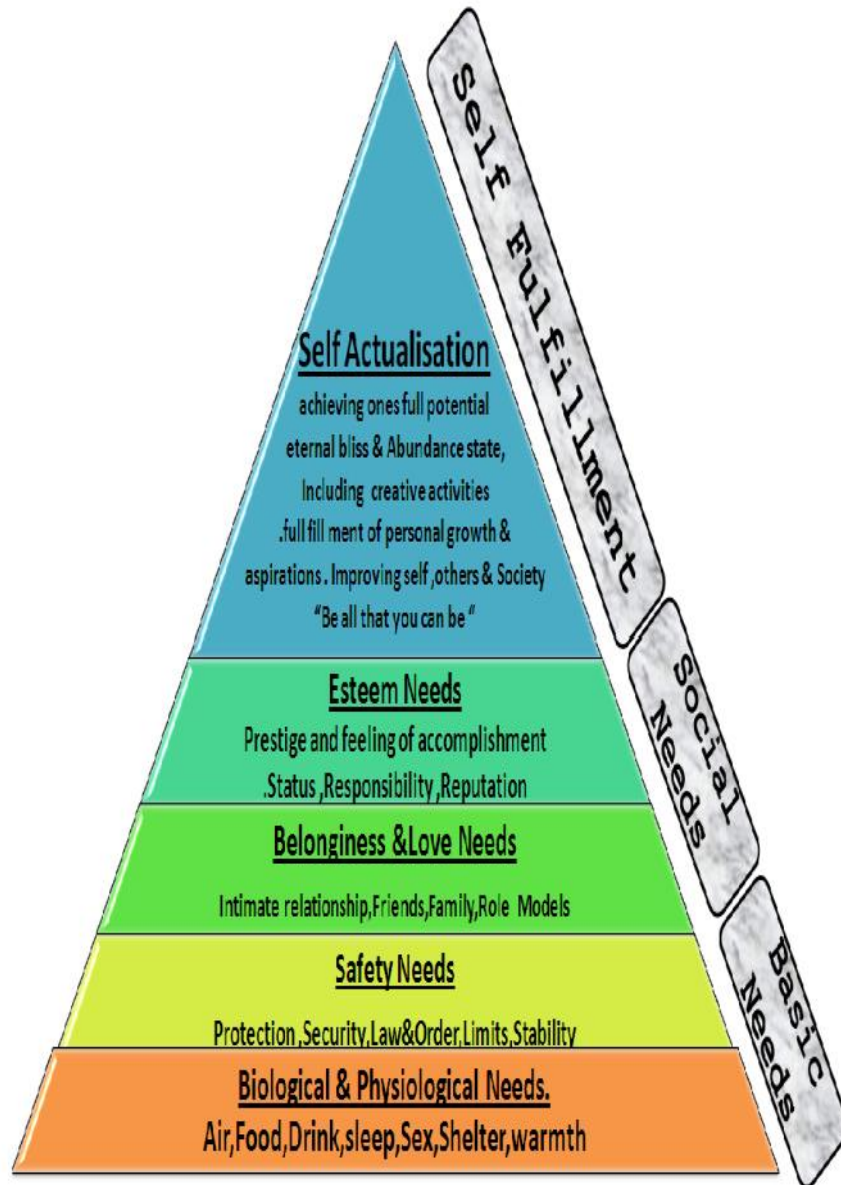 Self Actualisation
achieving ones full potential
eternal bliss & Abundance state,
Including creative activities
.full fill ment of personal growth &
aspirations . Improving self ,others & Society
“Be all that you can be “
Esteem Needs
Prestige and feeling of accomplishment
.Status ,Responsibility ,Reputation
Belonginess &Love Needs
Intimate relationship,Friends,Family,Role Models
Safety Needs
Protection ,Security,Law&Order,Limits,Stability
Biological & Physiological Needs.
Air,Food,Drink,sleep,Sex,Shelter,warmth
Self Fulfillment
Social
Needs
Basic
Needs